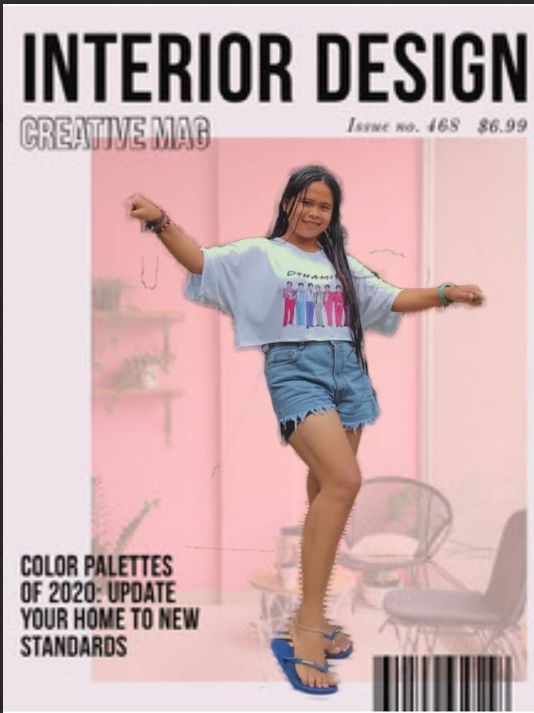 INTERIOR DESIGN
CREATIVE MAG
Issue no. 468 $6.99
DYNAMI
COLOR PALETTES
OF 2020: UPDATE
YOUR HOME TO NEW
STANDARDS